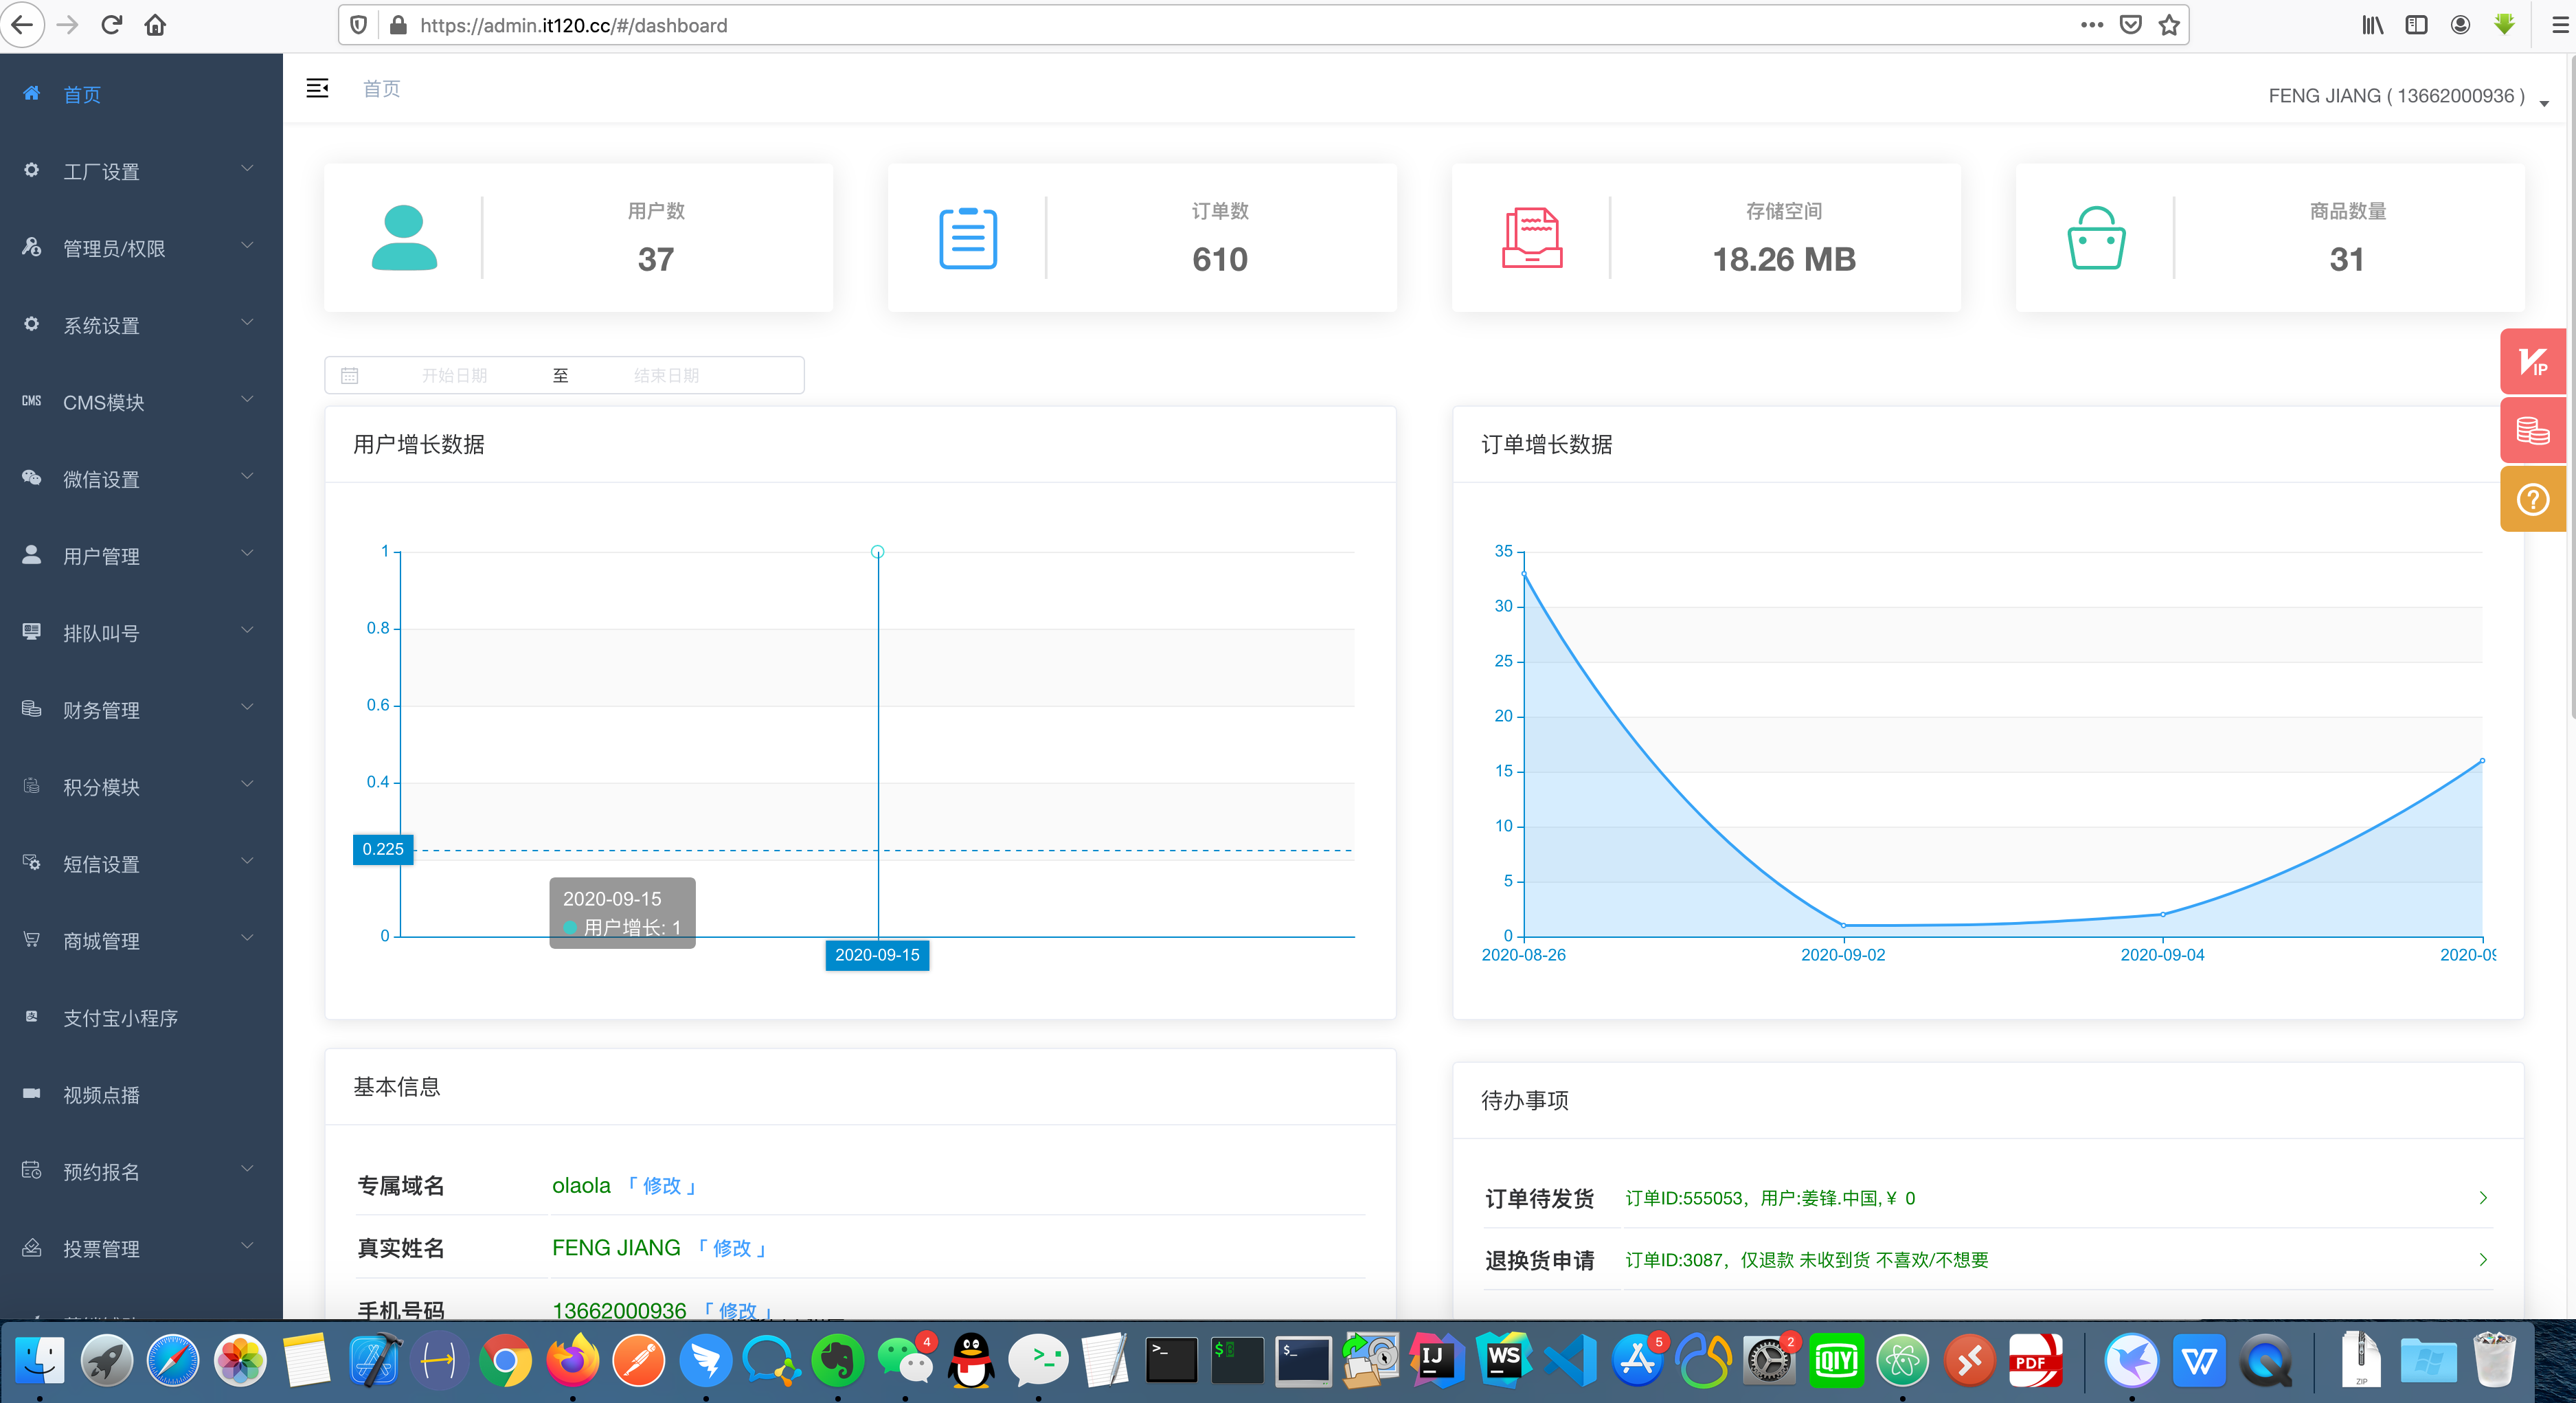 https://admin.it120.cc/#/dashboard
首页
工厂设置
管理员/权限
系统设置
CMS
CMS模块
微信设置
用户管理
排队叫号
财务管理
积分模块
短信设置
商城管理
支付宝小程序
视频点播
预约报名
投票管理
首页
FENG JIANG ( 13662000936 )
用户数
37
订单数
610
存储空间
18.26 MB
商品数量
31
开始日期 至 结束日期
VIP
用户增长数据
1
0.8
0.6
0.4
0.225
0
2020-09-15
用户增长: 1
2020-09-15
订单增长数据
35
30
25
20
15
10
5
0
2020-08-26 2020-09-02 2020-09-04
基本信息
专属域名 olaola 「 修改 」
真实姓名 FENG JIANG 「 修改 」
手机号码 13662000936 「 修改 」
待办事项
订单待发货 订单ID:555053，用户:姜锋.中国,￥ 0
退换货申请 订单ID:3087，仅退款 未收到货 不喜欢/不想要
4
IJ
WS
5
2
iQIYI
PDF
W
ZIP